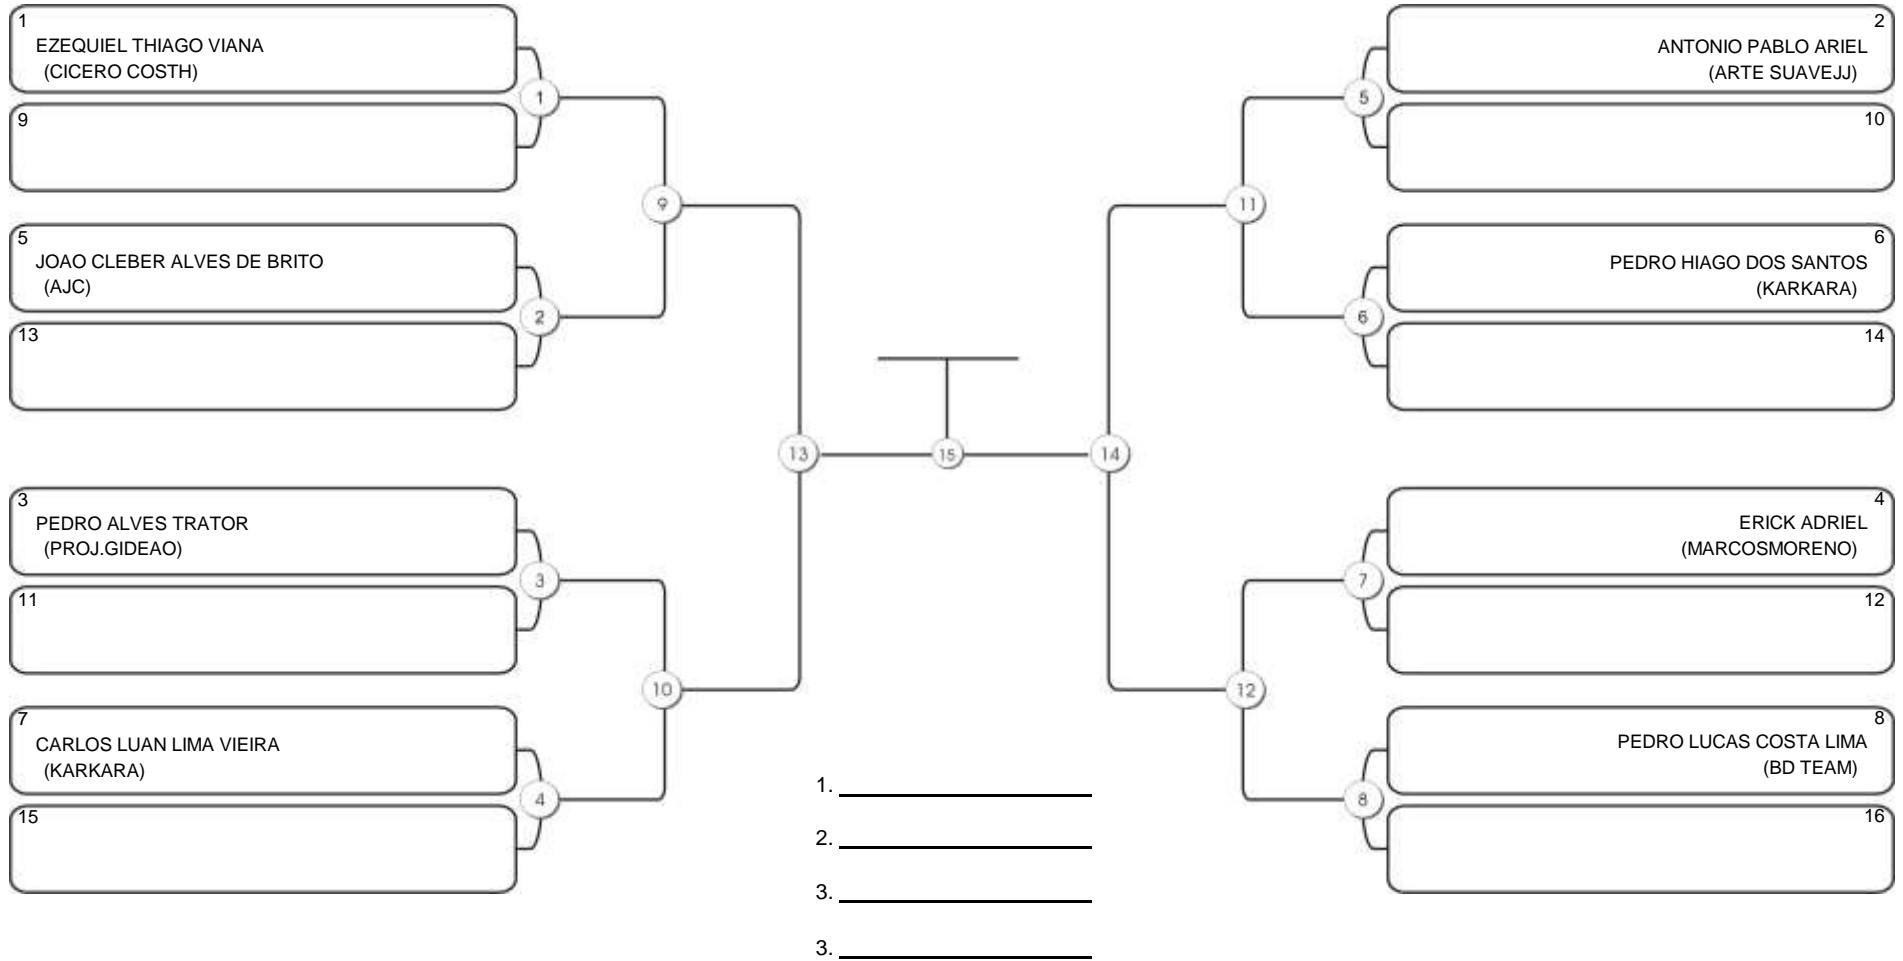 1
EZEQUIEL THIAGO VIANA
(CICERO COSTH)
1
9
9
5
JOAO CLEBER ALVES DE BRITO
(AJC)
2
13
13
3
PEDRO ALVES TRATOR
(PROJ.GIDEAO)
3
11
10
7
CARLOS LUAN LIMA VIEIRA
(KARKARA)
4
15
15
2
ANTONIO PABLO ARIEL
(ARTE SUAVEJJ)
5
10
11
6
PEDRO HIAGO DOS SANTOS
(KARKARA)
6
14
14
4
ERICK ADRIEL
(MARCOSMORENO)
7
12
12
8
PEDRO LUCAS COSTA LIMA
(BD TEAM)
8
16
1.
2.
3.
3.